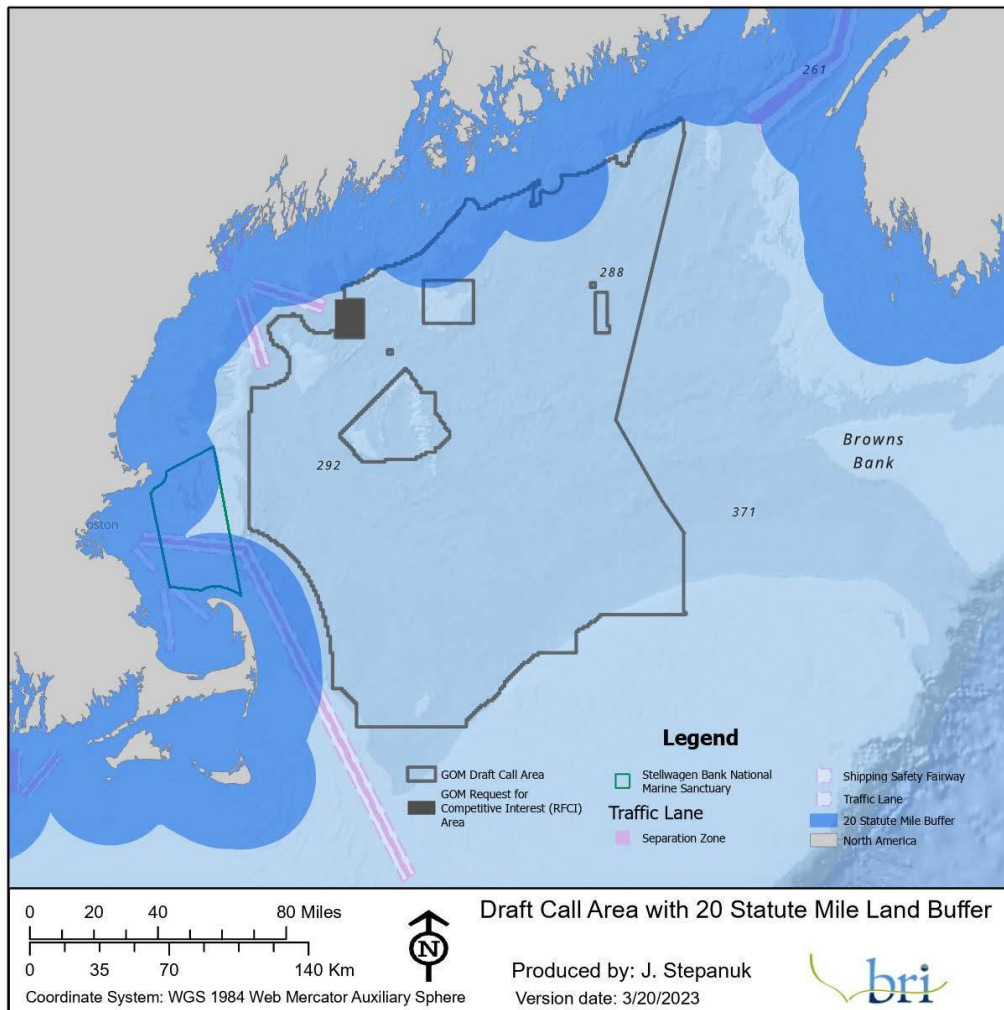 261
288
Browns
Bank
292
371
oston
Legend
GOM Draft Call Area
GOM Request for
Competitive Interest (RFCI)
Area
Stellwagen Bank National
Marine Sanctuary
Traffic Lane
Separation Zone
Shipping Safety Fairway
Traffic Lane
20 Statute Mile Buffer
North America
0 20 40 80 Miles
0 35 70 140 Km
Coordinate System: WGS 1984 Web Mercator Auxiliary Sphere
N
Draft Call Area with 20 Statute Mile Land Buffer
Produced by: J. Stepanuk
Version date: 3/20/2023
bri